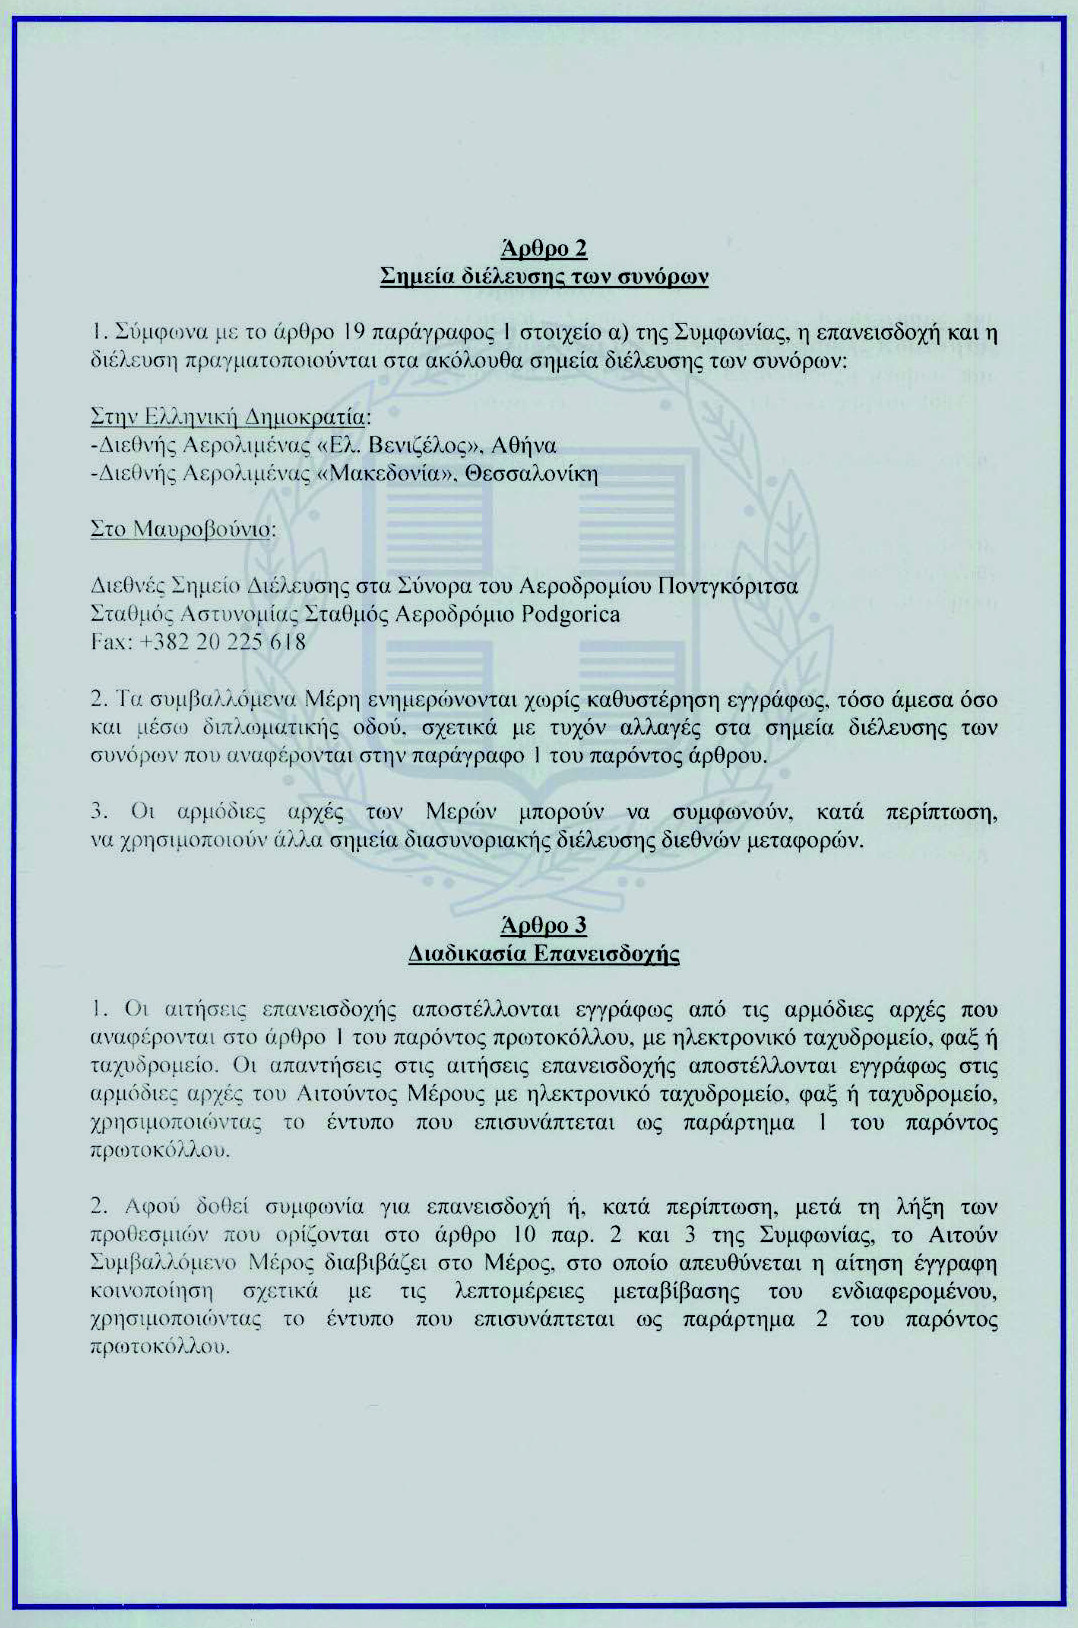 Άρθρο 2
Σημεία διέλευσης των συνόρων
1. Σύμφωνα με το άρθρο 19 παράγραφος 1 στοιχείο α) της Συμφωνίας, η επανεισδοχή και η
διέλευση πραγματοποιούνται στα ακόλουθα σημεία διέλευσης των συνόρων:
Στην Ελληνική Δημοκρατία:
-Διεθνής Αερολιμένας «Ελ. Βενιζέλος», Αθήνα
-Διεθνής Αερολιμένας «Μακεδονία», Θεσσαλονίκη
Στο Μαυροβούνιο:
Διεθνές Σημείο Διέλευσης στα Σύνορα του Αεροδρομίου Ποντγκόριτσα
Σταθμός Αστυνομίας Σταθμός Αεροδρόμιο Podgorica
Fax: +382 20 225 618
2. Τα συμβαλλόμενα Μέρη ενημερώνονται χωρίς καθυστέρηση εγγράφως, τόσο άμεσα όσο
και μέσω διπλωματικής οδού, σχετικά με τυχόν αλλαγές στα σημεία διέλευσης των
συνόρων που αναφέρονται στην παράγραφο 1 του παρόντος άρθρου.
3. Οι αρμόδιες αρχές των Μερών μπορούν να συμφωνούν, κατά περίπτωση,
να χρησιμοποιούν άλλα σημεία διασυνοριακής διέλευσης διεθνών μεταφορών.
Άρθρο 3
Διαδικασία Επανεισδοχής
1. Οι αιτήσεις επανεισδοχής αποστέλλονται εγγράφως από τις αρμόδιες αρχές που
αναφέρονται στο άρθρο 1 του παρόντος πρωτοκόλλου, με ηλεκτρονικό ταχυδρομείο, φαξ ή
ταχυδρομείο. Οι απαντήσεις στις αιτήσεις επανεισδοχής αποστέλλονται εγγράφως στις
αρμόδιες αρχές του Αιτούντος Μέρους με ηλεκτρονικό ταχυδρομείο, φαξ ή ταχυδρομείο,
χρησιμοποιώντας το έντυπο που επισυνάπτεται ως παράρτημα 1 του παρόντος
πρωτοκόλλου.
2. Αφού δοθεί συμφωνία για επανεισδοχή ή, κατά περίπτωση, μετά τη λήξη των
προθεσμιών που ορίζονται στο άρθρο 10 παρ. 2 και 3 της Συμφωνίας, το Αιτούν
Συμβαλλόμενο Μέρος διαβιβάζει στο Μέρος, στο οποίο απευθύνεται η αίτηση έγγραφη
κοινοποίηση σχετικά με τις λεπτομέρειες μεταβίβασης του ενδιαφερομένου,
χρησιμοποιώντας το έντυπο που επισυνάπτεται ως παράρτημα 2 του παρόντος
πρωτοκόλλου.